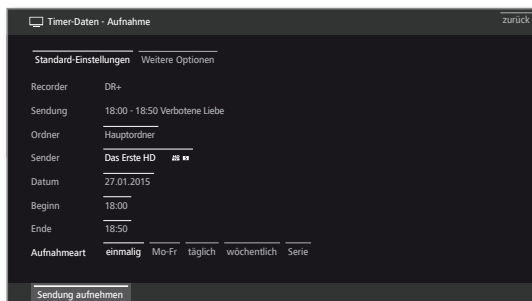 Timer-Daten - Aufnahme
zurück
Standard-Einstellungen Weitere Optionen
Recorder DR+
Sendung 18:00 - 18:50 Verbotene Liebe
Ordner Hauptordner
Sender Das Erste HD
Datum 27.01.2015
Beginn 18:00
Ende 18:50
Aufnahmeart einmalig Mo-Fr täglich wöchentlich Serie
Sendung aufnehmen